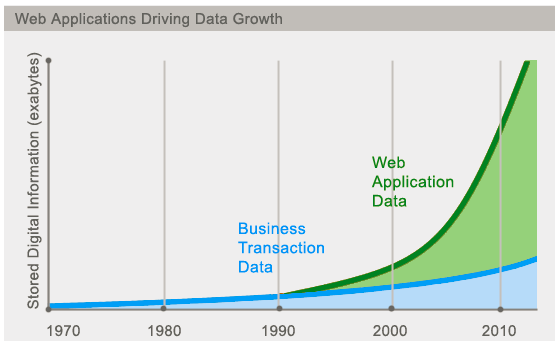 Web Applications Driving Data Growth
Stored Digital Information (exabytes)
Web
Application
Data
Business
Transaction
Data
1970 1980 1990 2000 2010